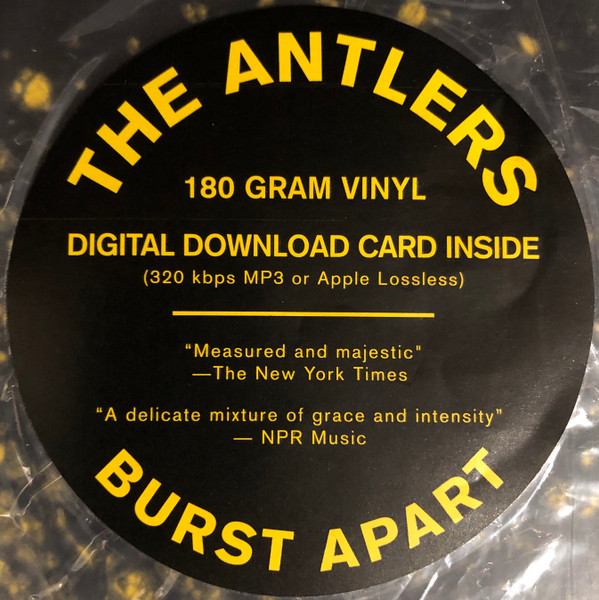 THE ANTLERS
180 GRAM VINYL
DIGITAL DOWNLOAD CARD INSIDE
(320 kbps MP3 or Apple Lossless)
“Measured and majestic"
—The New York Times
“A delicate mixture of grace and intensity”
— NPR Music
BURST APART